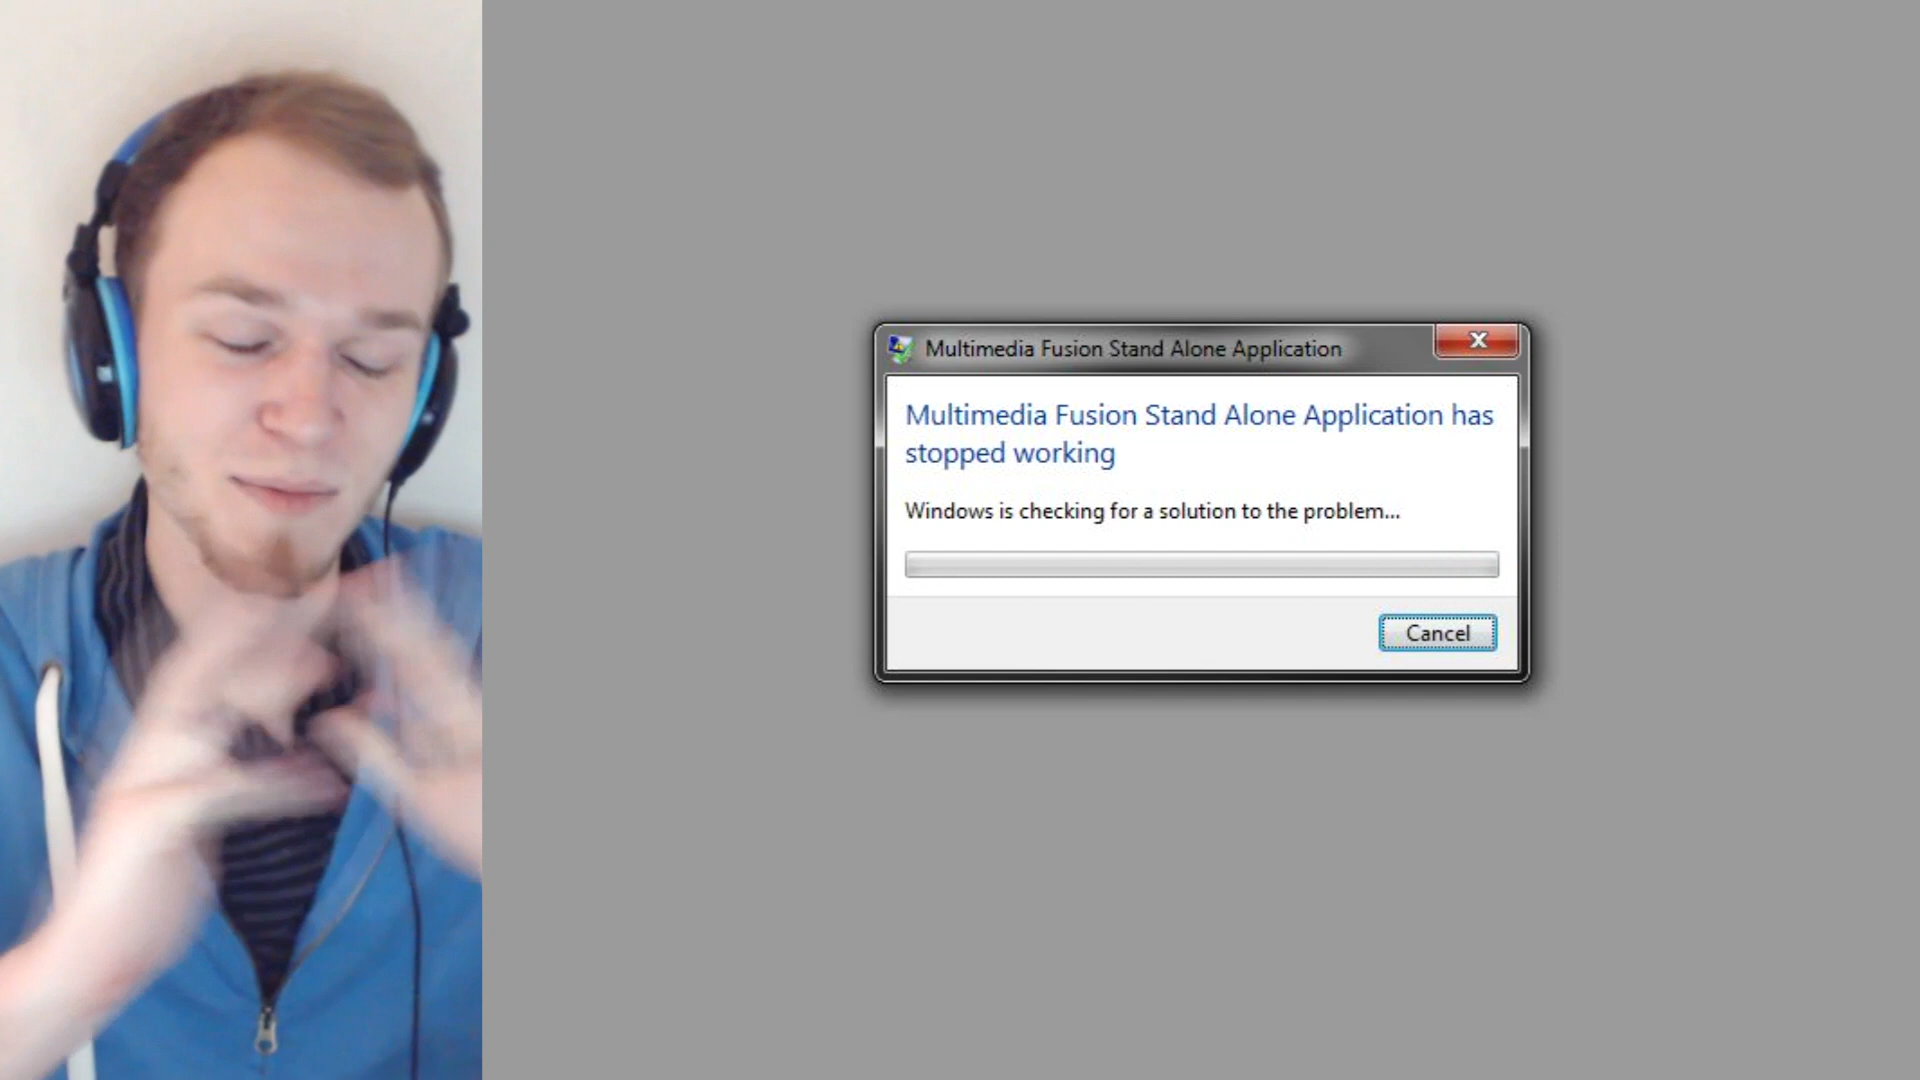 Multimedia Fusion Stand Alone Application
Multimedia Fusion Stand Alone Application has
stopped working
Windows is checking for a solution to the problem...
Cancel